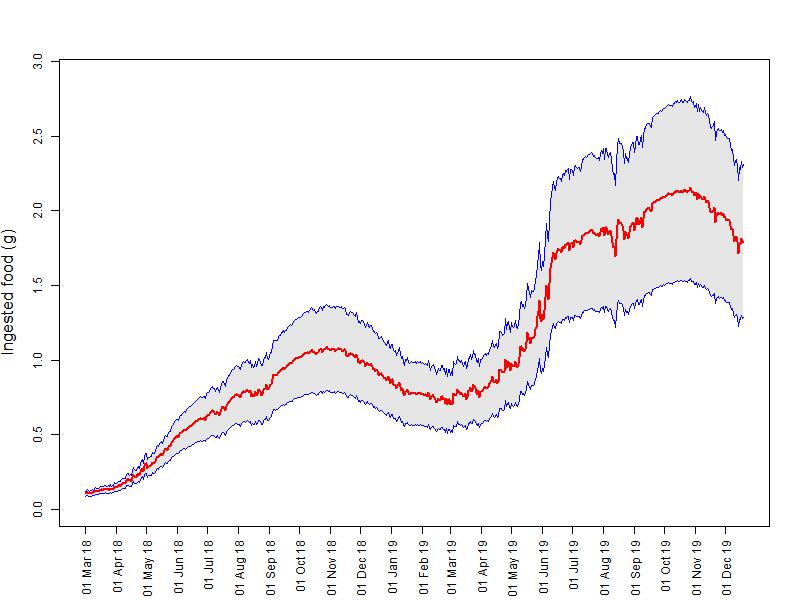 Ingested food (g)
3.0
2.5
2.0
1.5
1.0
0.5
0.0
01 Mar 18
01 Apr 18
01 May 18
01 Jun 18
01 Jul 18
01 Aug 18
01 Sep 18
01 Oct 18
01 Nov 18
01 Dec 18
01 Jan 19
01 Feb 19
01 Mar 19
01 Apr 19
01 May 19
01 Jun 19
01 Jul 19
01 Aug 19
01 Sep 19
01 Oct 19
01 Nov 19
01 Dec 19